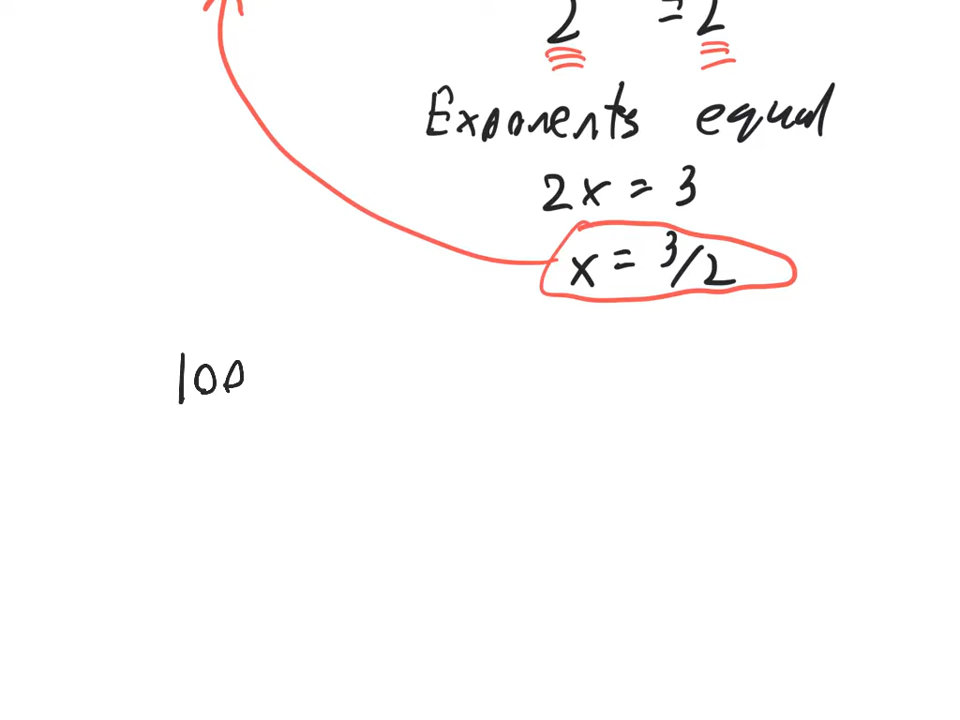 2 = 2
Exponents equal
2x = 3
x = 3/2
100